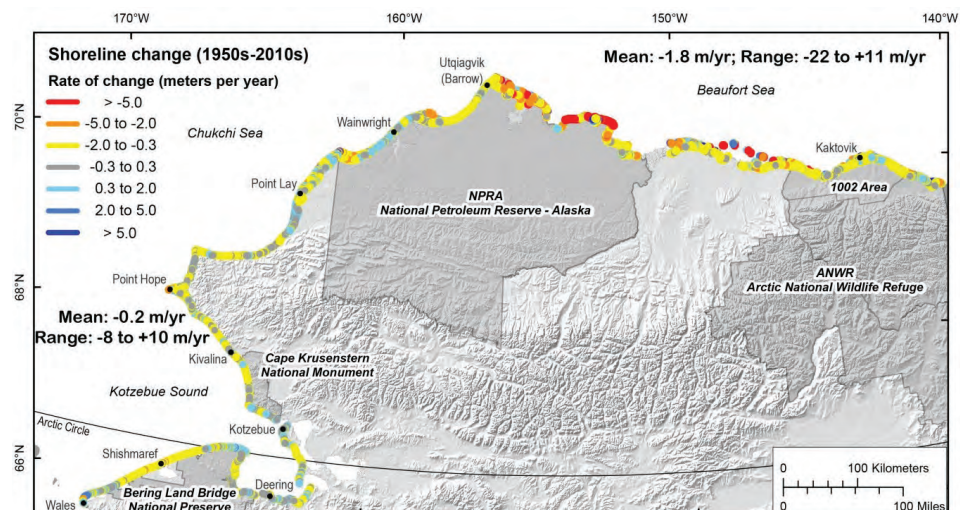 170°W
160°W
150°W
140°W
Shoreline change (1950s-2010s)
Rate of change (meters per year)
> -5.0
-5.0 to -2.0
-2.0 to -0.3
-0.3 to 0.3
0.3 to 2.0
2.0 to 5.0
> 5.0
Mean: -1.8 m/yr; Range: -22 to +11 m/yr
Utqiagvik
(Barrow)
Beaufort Sea
70°N
Chukchi Sea
Wainwright
Kaktovik
Point Lay
1002 Area
NPRA
National Petroleum Reserve - Alaska
Point Hope
68°N
ANWR
Arctic National Wildlife Refuge
Mean: -0.2 m/yr
Range: -8 to +10 m/yr
Kivalina
Cape Krusenstern
National Monument
Kotzebue Sound
Arctic Circle
Kotzebue
66°N
Shishmaref
Deering
Bering Land Bridge
National Preserve
Wales
0 100 Kilometers
0 100 Miles